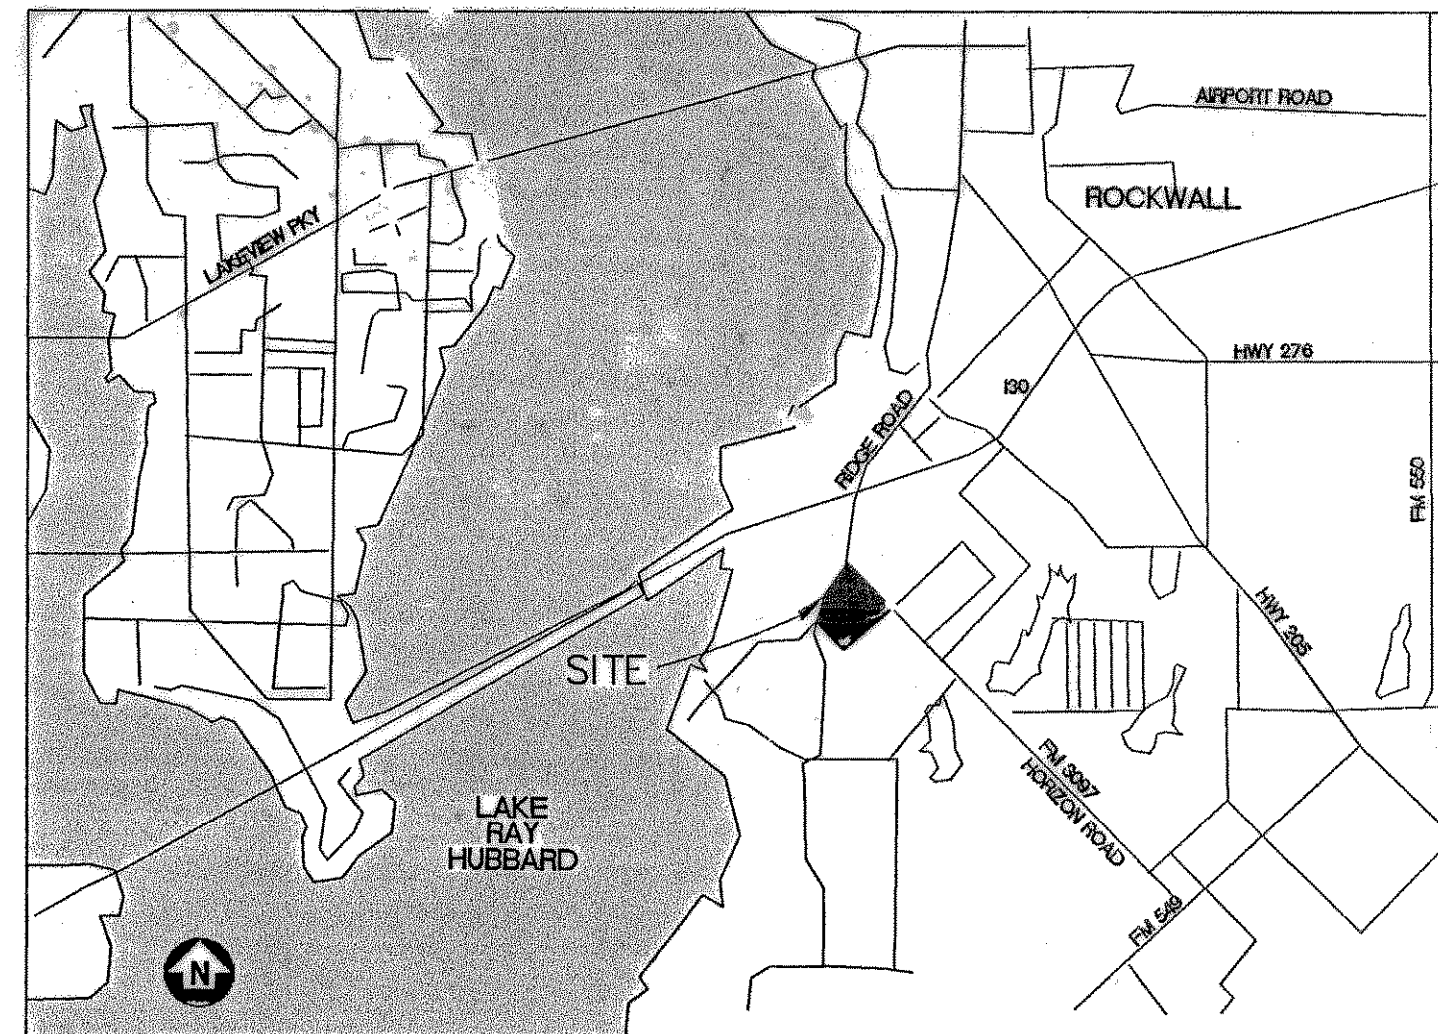 AIRPORT ROAD
ROCKWALL
LAKEVIEW PKY
HWY 276
I30
RIDGE ROAD
FM 550
HWY 205
SITE
FM 3097
HORIZON ROAD
LAKE
RAY
HUBBARD
FM 549
N